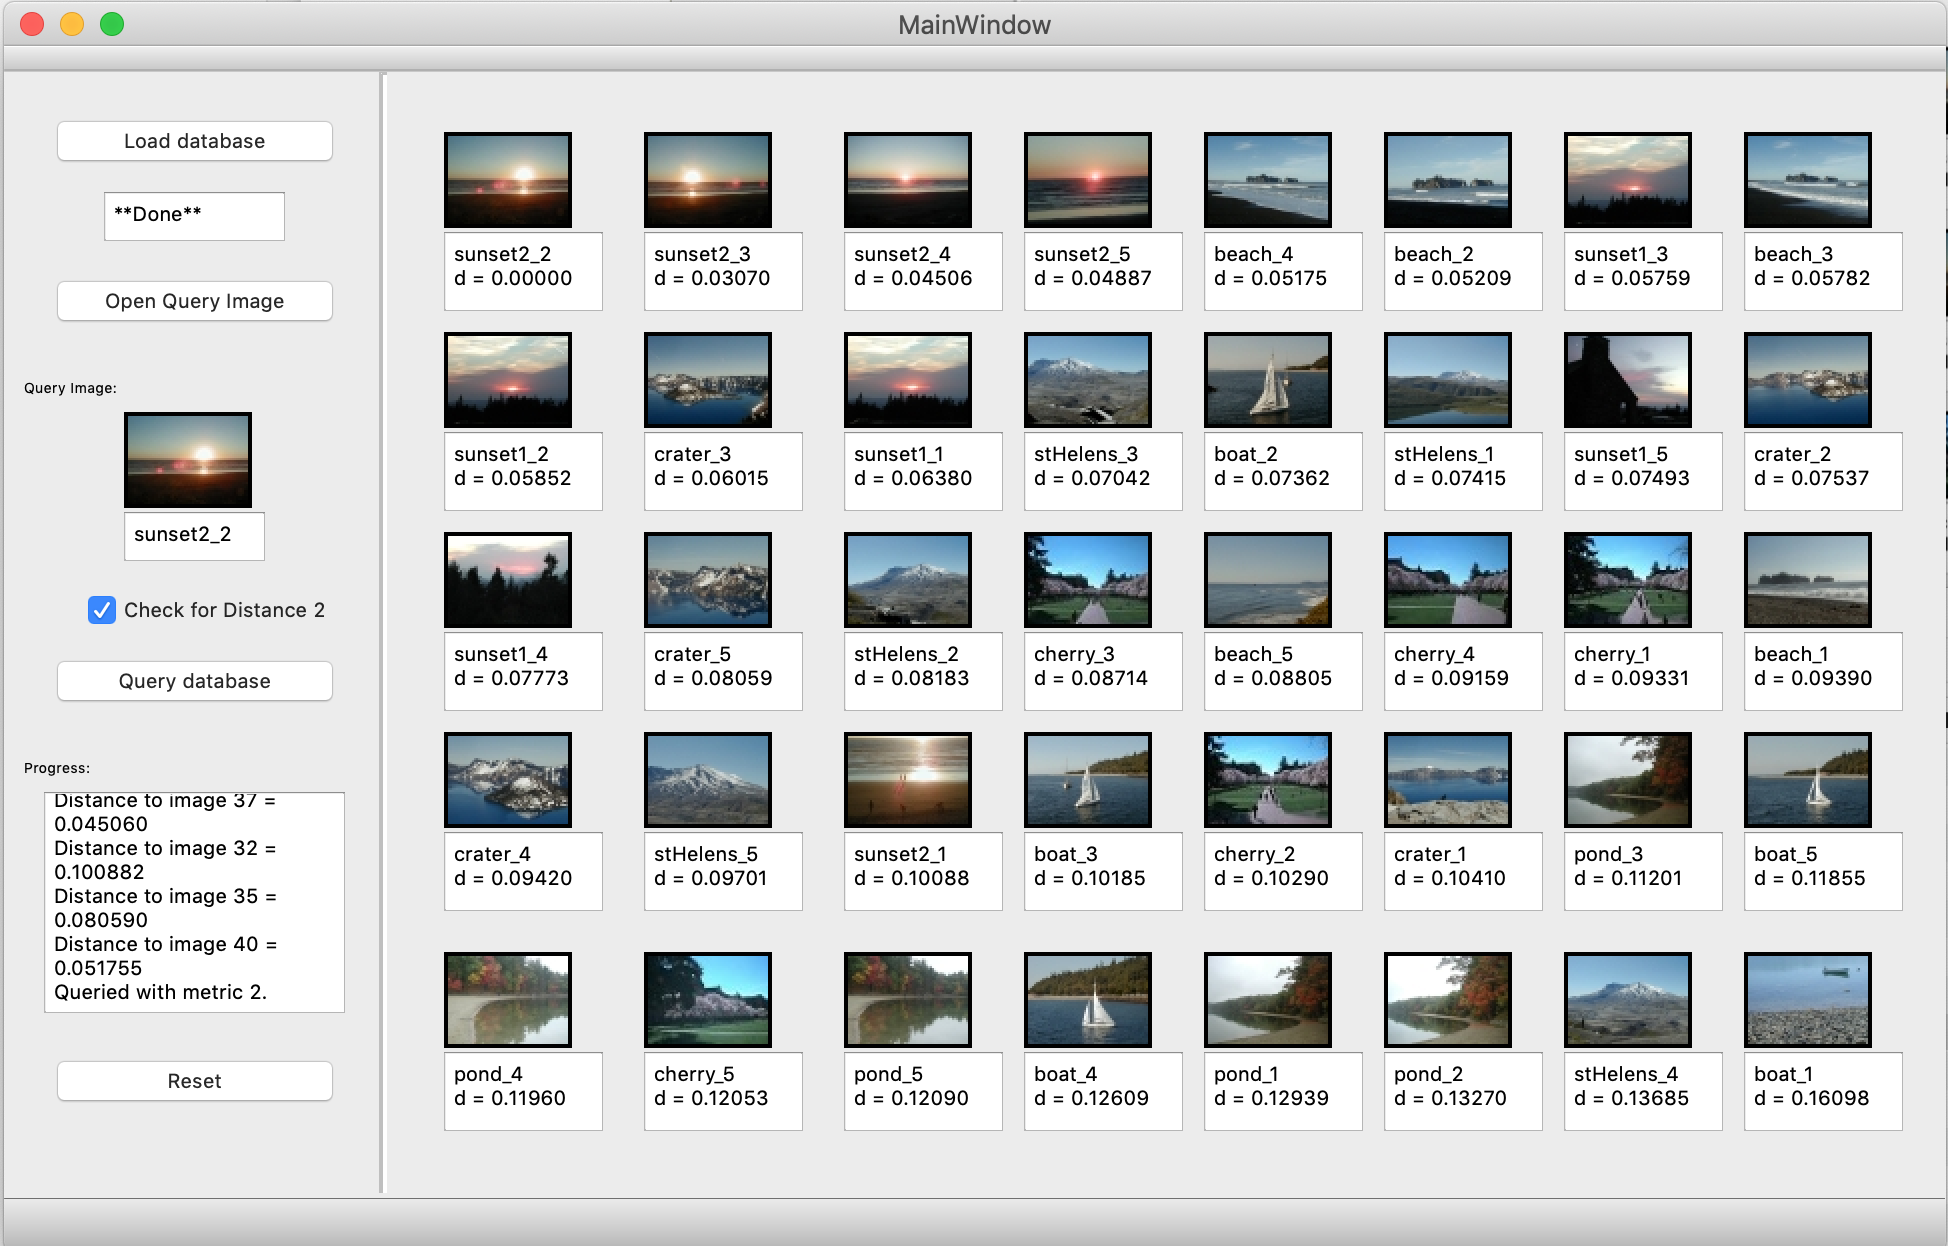 MainWindow
Load database
**Done**
Open Query Image
Query Image:
sunset2_2
Check for Distance 2
Query database
Progress:
Distance to image 37 =
0.045060
Distance to image 32 =
0.100882
Distance to image 35 =
0.080590
Distance to image 40 =
0.051755
Queried with metric 2.
Reset
sunset2_2
d = 0.00000
sunset2_3
d = 0.03070
sunset2_4
d = 0.04506
sunset2_5
d = 0.04887
beach_4
d = 0.05175
beach_2
d = 0.05209
sunset1_3
d = 0.05759
beach_3
d = 0.05782
sunset1_2
d = 0.05852
crater_3
d = 0.06015
sunset1_1
d = 0.06380
stHelens_3
d = 0.07042
boat_2
d = 0.07362
stHelens_1
d = 0.07415
sunset1_5
d = 0.07493
crater_2
d = 0.07537
sunset1_4
d = 0.07773
crater_5
d = 0.08059
stHelens_2
d = 0.08183
cherry_3
d = 0.08714
beach_5
d = 0.08805
cherry_4
d = 0.09159
cherry_1
d = 0.09331
beach_1
d = 0.09390
crater_4
d = 0.09420
stHelens_5
d = 0.09701
sunset2_1
d = 0.10088
boat_3
d = 0.10185
cherry_2
d = 0.10290
crater_1
d = 0.10410
pond_3
d = 0.11201
boat_5
d = 0.11855
pond_4
d = 0.11960
cherry_5
d = 0.12053
pond_5
d = 0.12090
boat_4
d = 0.12609
pond_1
d = 0.12939
pond_2
d = 0.13270
stHelens_4
d = 0.13685
boat_1
d = 0.16098